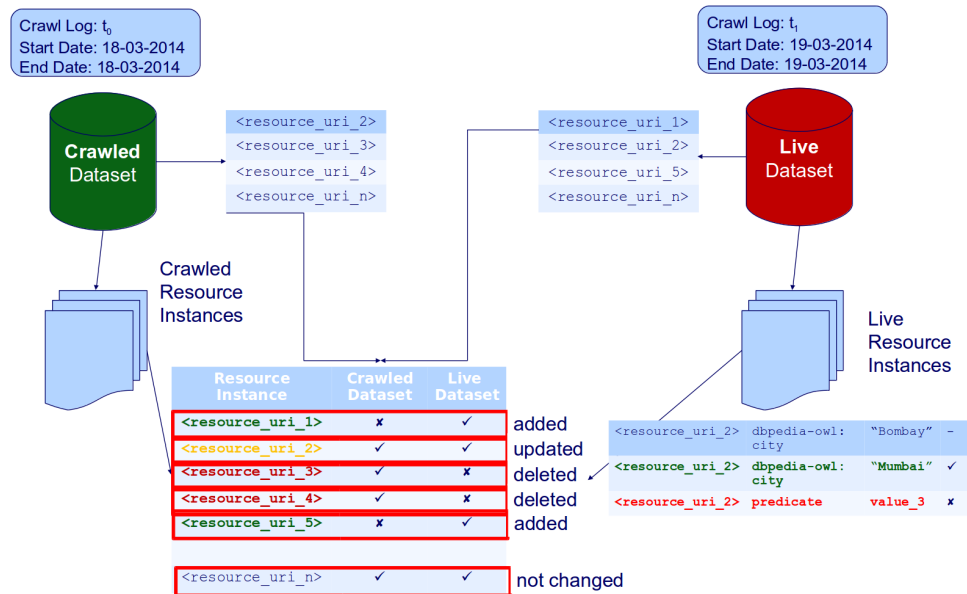 Crawl Log: t0
Start Date: 18-03-2014
End Date: 18-03-2014
Crawl Log: t1
Start Date: 19-03-2014
End Date: 19-03-2014
Crawled
Dataset
<resource_uri_2>
<resource_uri_3>
<resource_uri_4>
<resource_uri_n>
<resource_uri_1>
<resource_uri_2>
<resource_uri_5>
<resource_uri_n>
Live
Dataset
Crawled
Resource
Instances
Live
Resource
Instances
Resource Instance Crawled Dataset Live Dataset
<resource_uri_1> ✘ ✓ added
<resource_uri_2> ✓ ✓ updated
<resource_uri_3> ✓ ✘ deleted
<resource_uri_4> ✓ ✘ deleted
<resource_uri_5> ✘ ✓ added
<resource_uri_n> ✓ ✓ not changed
<resource_uri_2> dbpedia-owl: "Bombay" –
city
<resource_uri_2> dbpedia-owl: "Mumbai" ✓
city
<resource_uri_2> predicate value_3 ✘